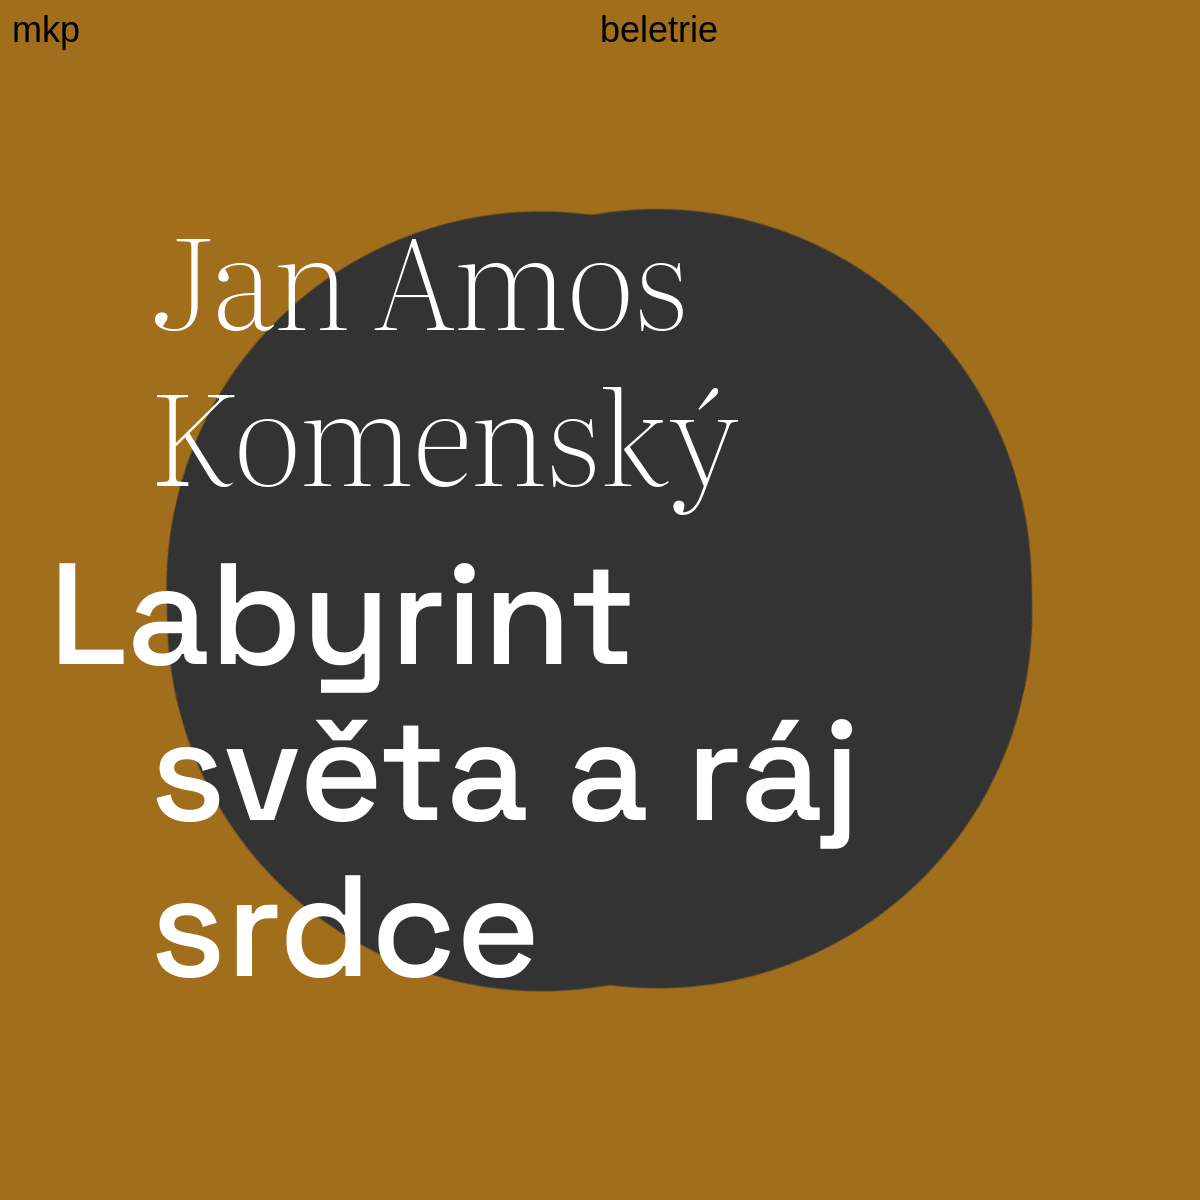 mkp
beletrie
Jan Amos
Komenský
Labyrint
světa a ráj
srdce